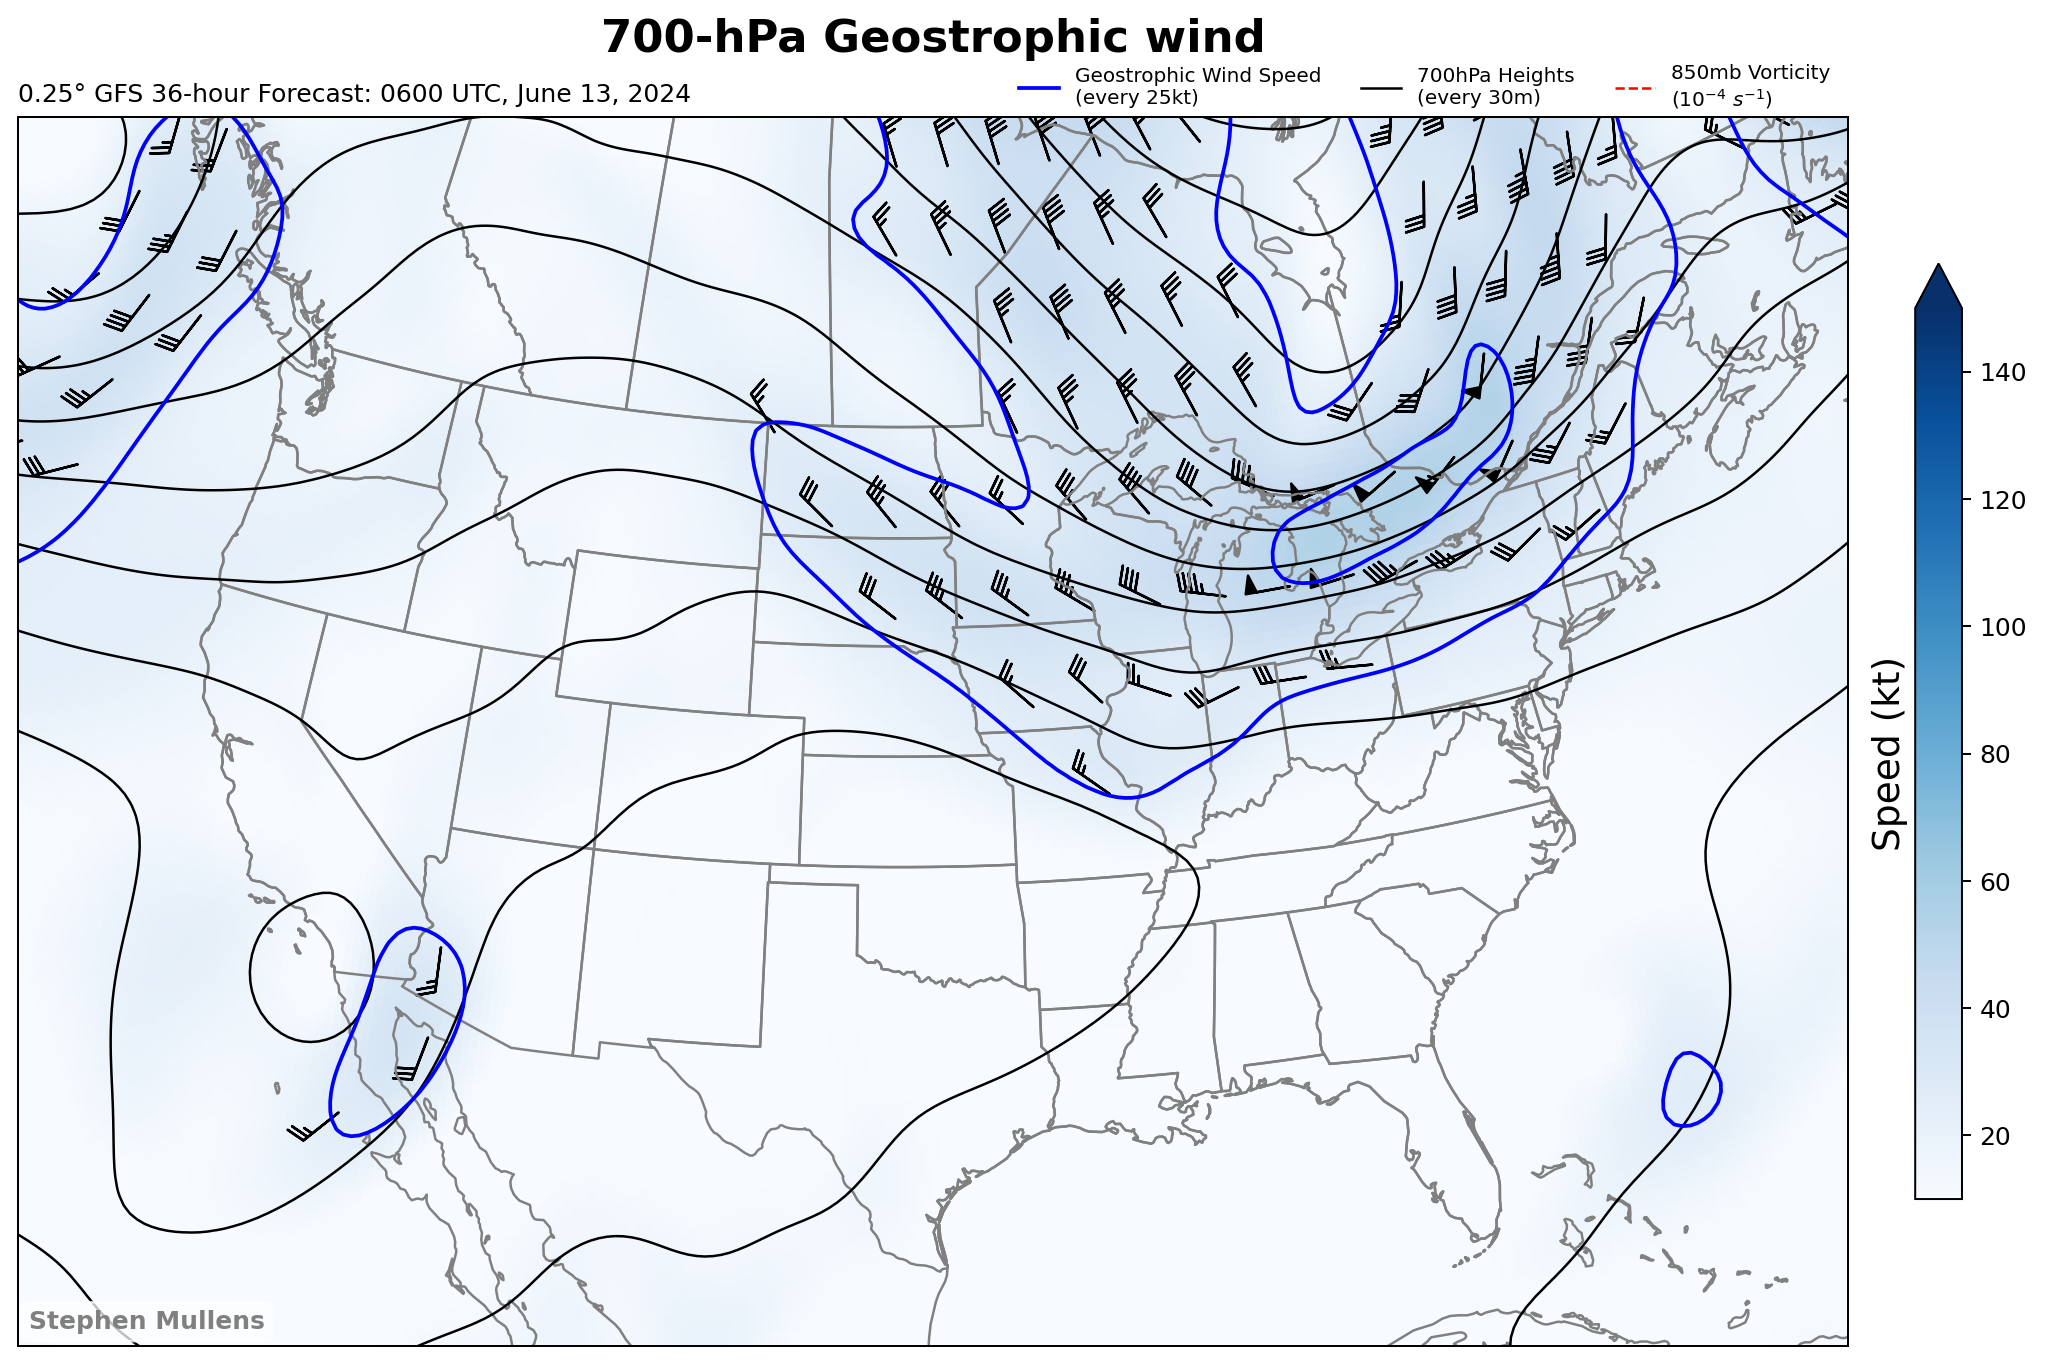 700-hPa Geostrophic wind
0.25° GFS 36-hour Forecast: 0600 UTC, June 13, 2024
Geostrophic Wind Speed
(every 25kt)
700hPa Heights
(every 30m)
850mb Vorticity
(10⁻⁴ s⁻¹)
140
120
100
80
60
40
20
Speed (kt)
Stephen Mullens